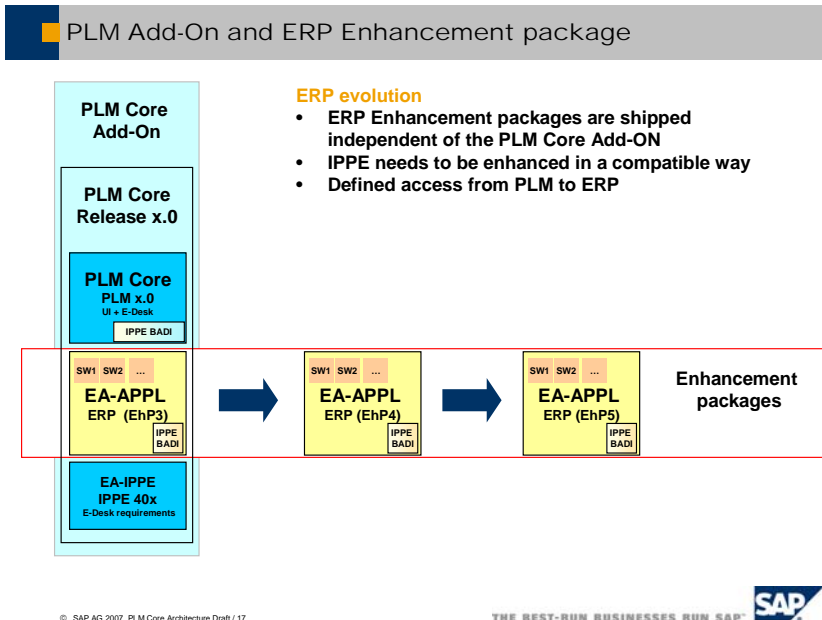 PLM Add-On and ERP Enhancement package
PLM Core
Add-On
PLM Core
Release x.0
PLM Core
PLM x.0
UI + E-Desk
IPPE BADI
ERP evolution
• ERP Enhancement packages are shipped
independent of the PLM Core Add-ON
• IPPE needs to be enhanced in a compatible way
• Defined access from PLM to ERP
SW1 SW2 ...
EA-APPL
ERP (EhP3)
IPPE
BADI
SW1 SW2 ...
EA-APPL
ERP (EhP4)
IPPE
BADI
SW1 SW2 ...
EA-APPL
ERP (EhP5)
IPPE
BADI
Enhancement
packages
EA-IPPE
IPPE 40x
E-Desk requirements
© SAP AG 2007, PLM Core Architecture Draft / 17
THE BEST-RUN BUSINESSES RUN SAP™
SAP